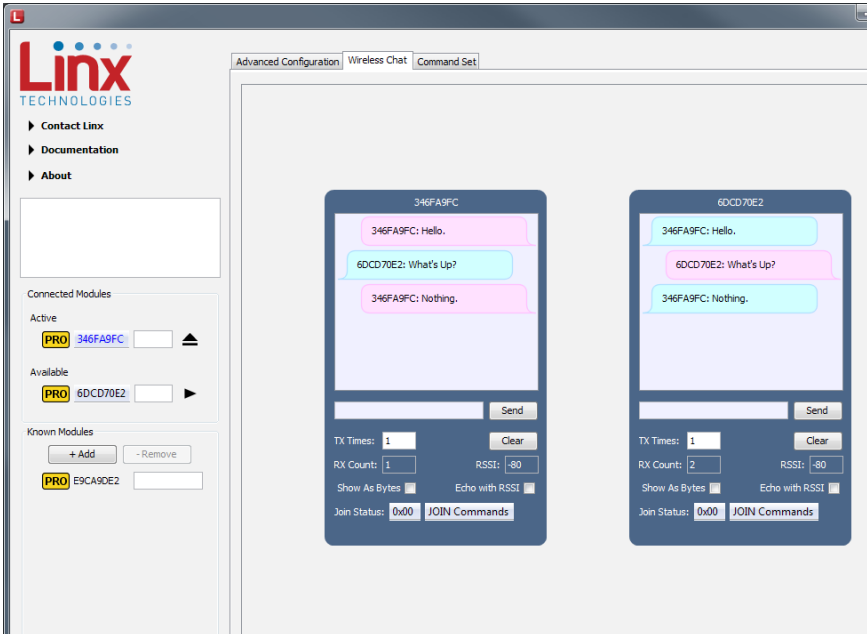 L
Linx
TECHNOLOGIES
Contact Linx
Documentation
About
Connected Modules
Active
PRO 346FA9FC
Available
PRO 6DCD70E2
Known Modules
+ Add - Remove
PRO E9CA9DE2
Advanced Configuration Wireless Chat Command Set
346FA9FC
346FA9FC: Hello.
6DCD70E2: What's Up?
346FA9FC: Nothing.
Send
TX Times: 1 Clear
RX Count: 1 RSSI: -80
Show As Bytes Echo with RSSI
Join Status: 0x00 JOIN Commands
6DCD70E2
346FA9FC: Hello.
6DCD70E2: What's Up?
346FA9FC: Nothing.
Send
TX Times: 1 Clear
RX Count: 2 RSSI: -80
Show As Bytes Echo with RSSI
Join Status: 0x00 JOIN Commands